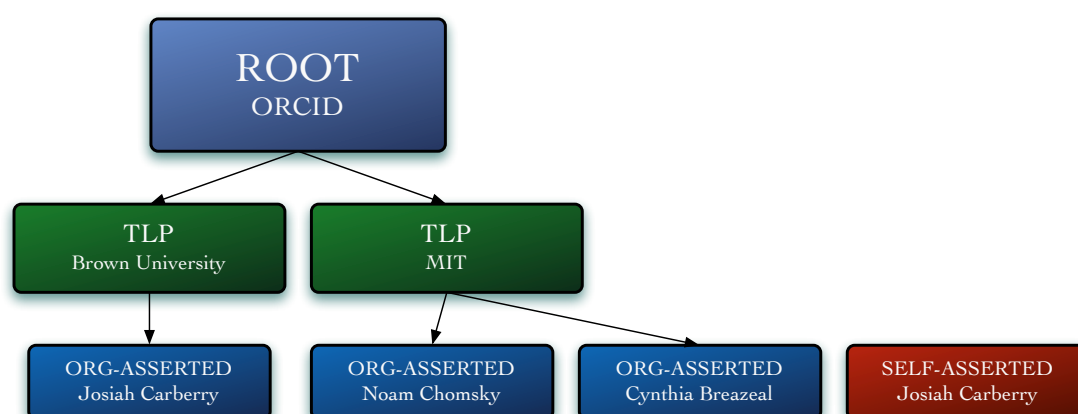 ROOT
ORCID
TLP
Brown University
TLP
MIT
ORG-ASSERTED
Josiah Carberry
ORG-ASSERTED
Noam Chomsky
ORG-ASSERTED
Cynthia Breazeal
SELF-ASSERTED
Josiah Carberry